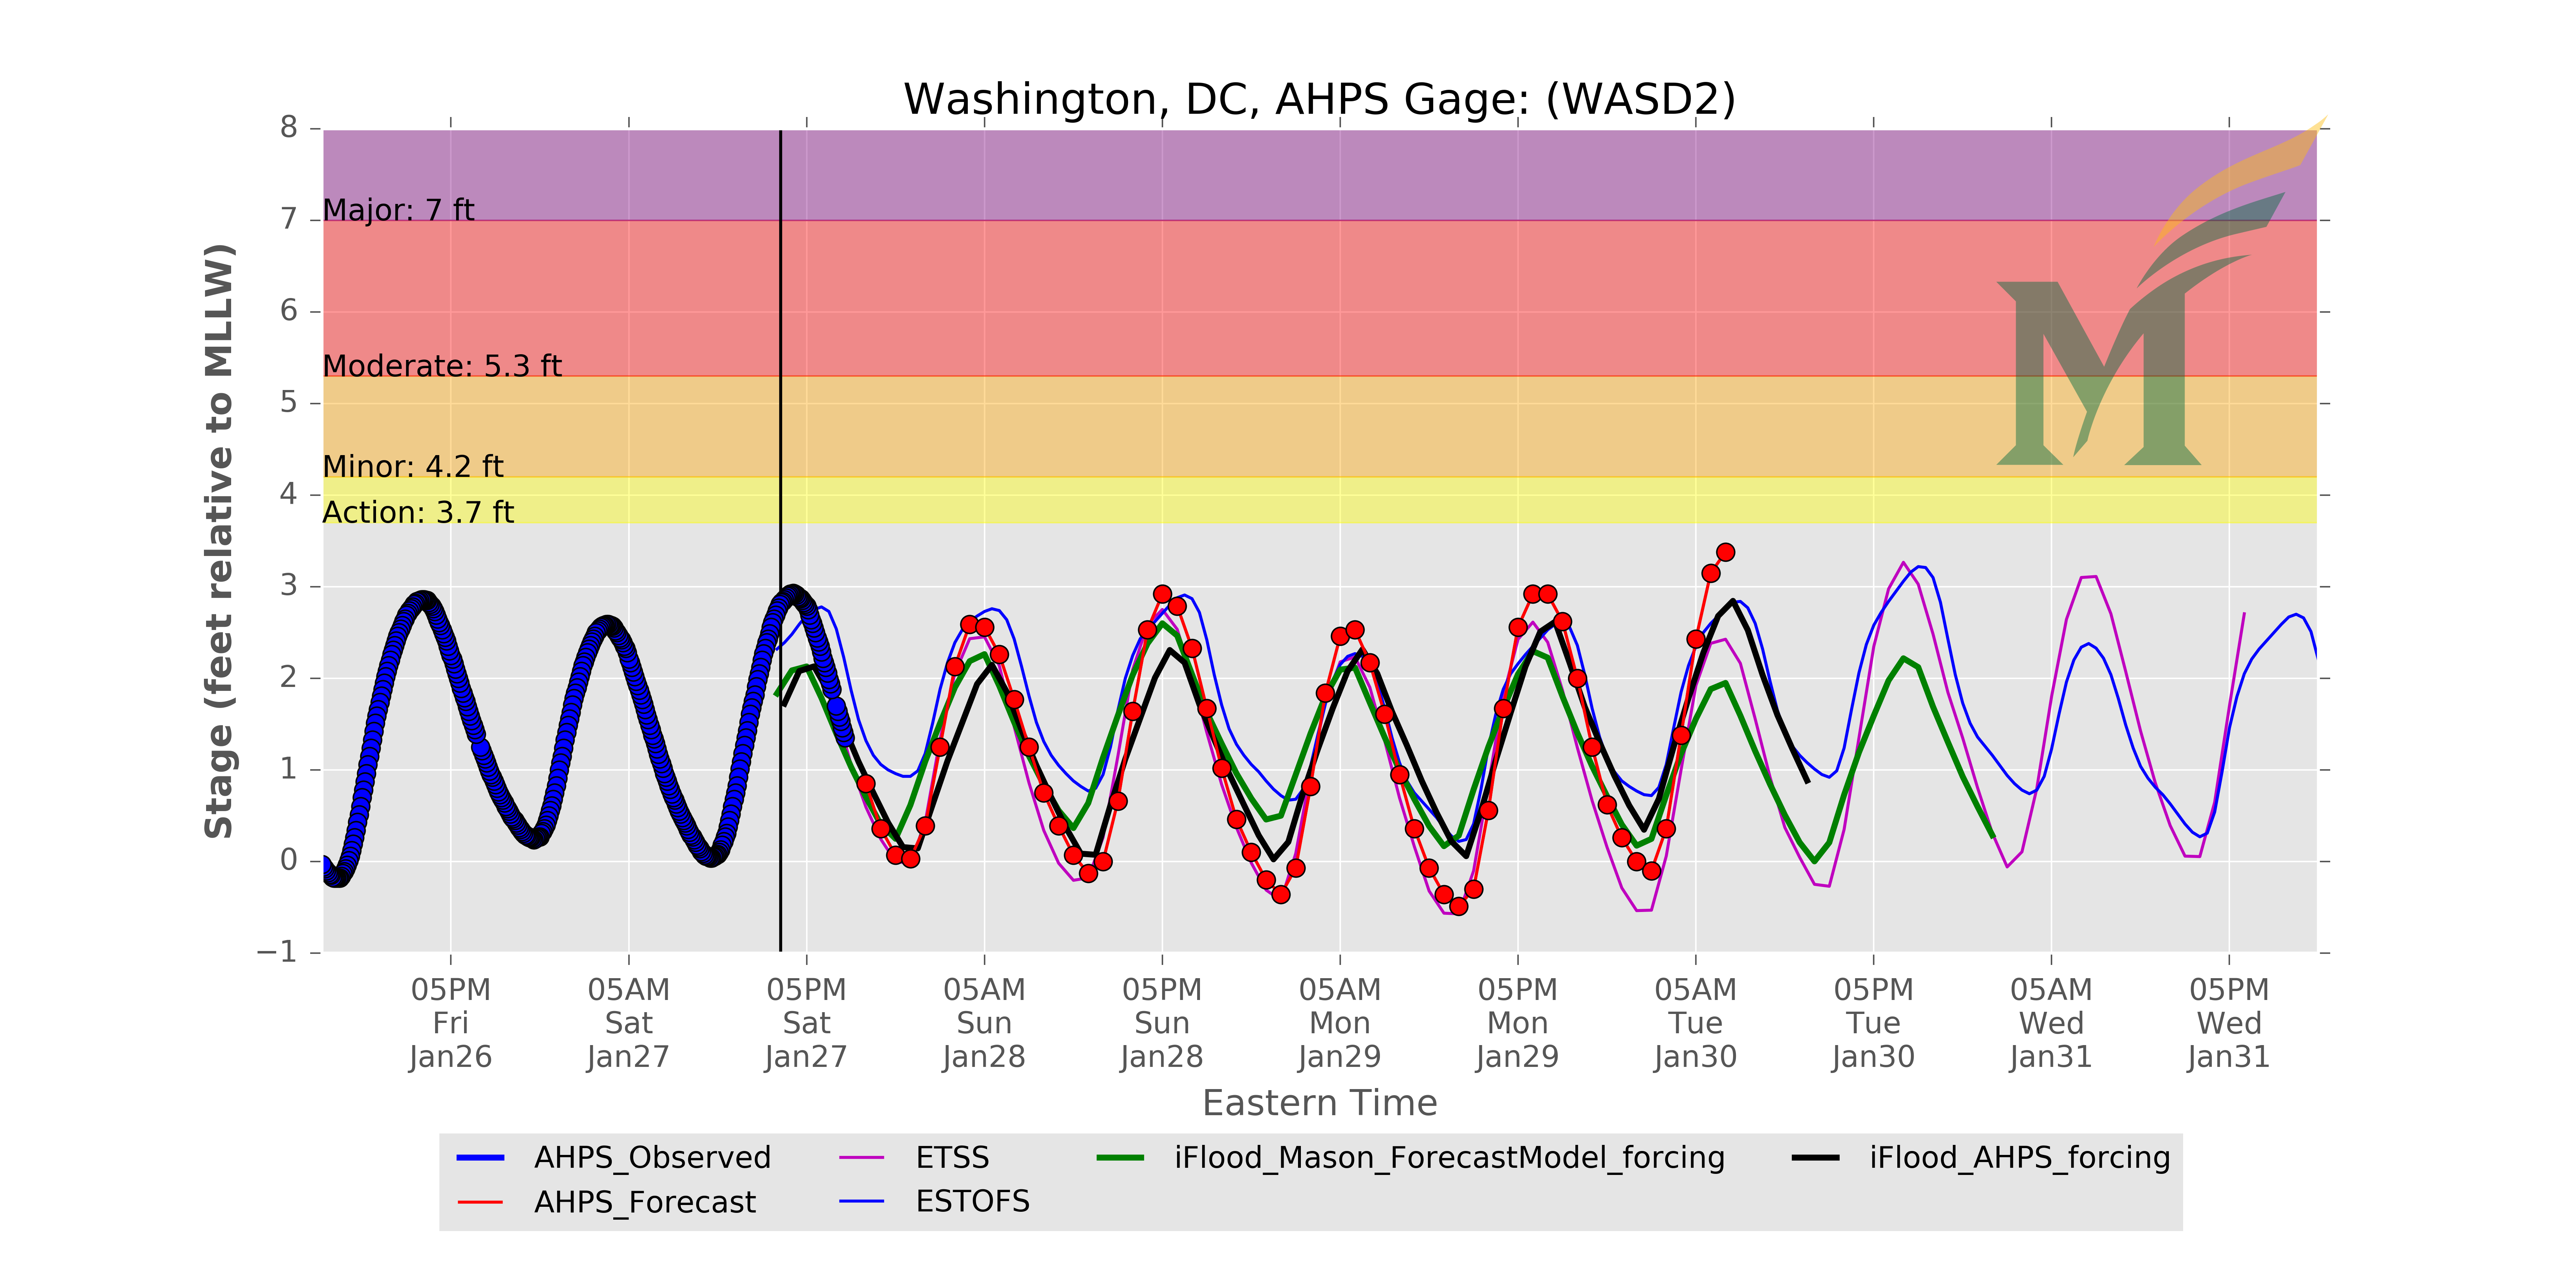 Washington, DC, AHPS Gage: (WASD2)
8
7
6
5
4
3
2
1
0
−1
Stage (feet relative to MLLW)
Major: 7 ft
Moderate: 5.3 ft
Minor: 4.2 ft
Action: 3.7 ft
05PM 05AM 05PM 05AM 05PM 05AM 05PM 05AM 05PM 05AM 05PM
Fri Sat Sat Sun Sun Mon Mon Tue Tue Wed Wed
Jan26 Jan27 Jan27 Jan28 Jan28 Jan29 Jan29 Jan30 Jan30 Jan31 Jan31
Eastern Time
AHPS_Observed ETSS iFlood_Mason_ForecastModel_forcing iFlood_AHPS_forcing
AHPS_Forecast ESTOFS
M